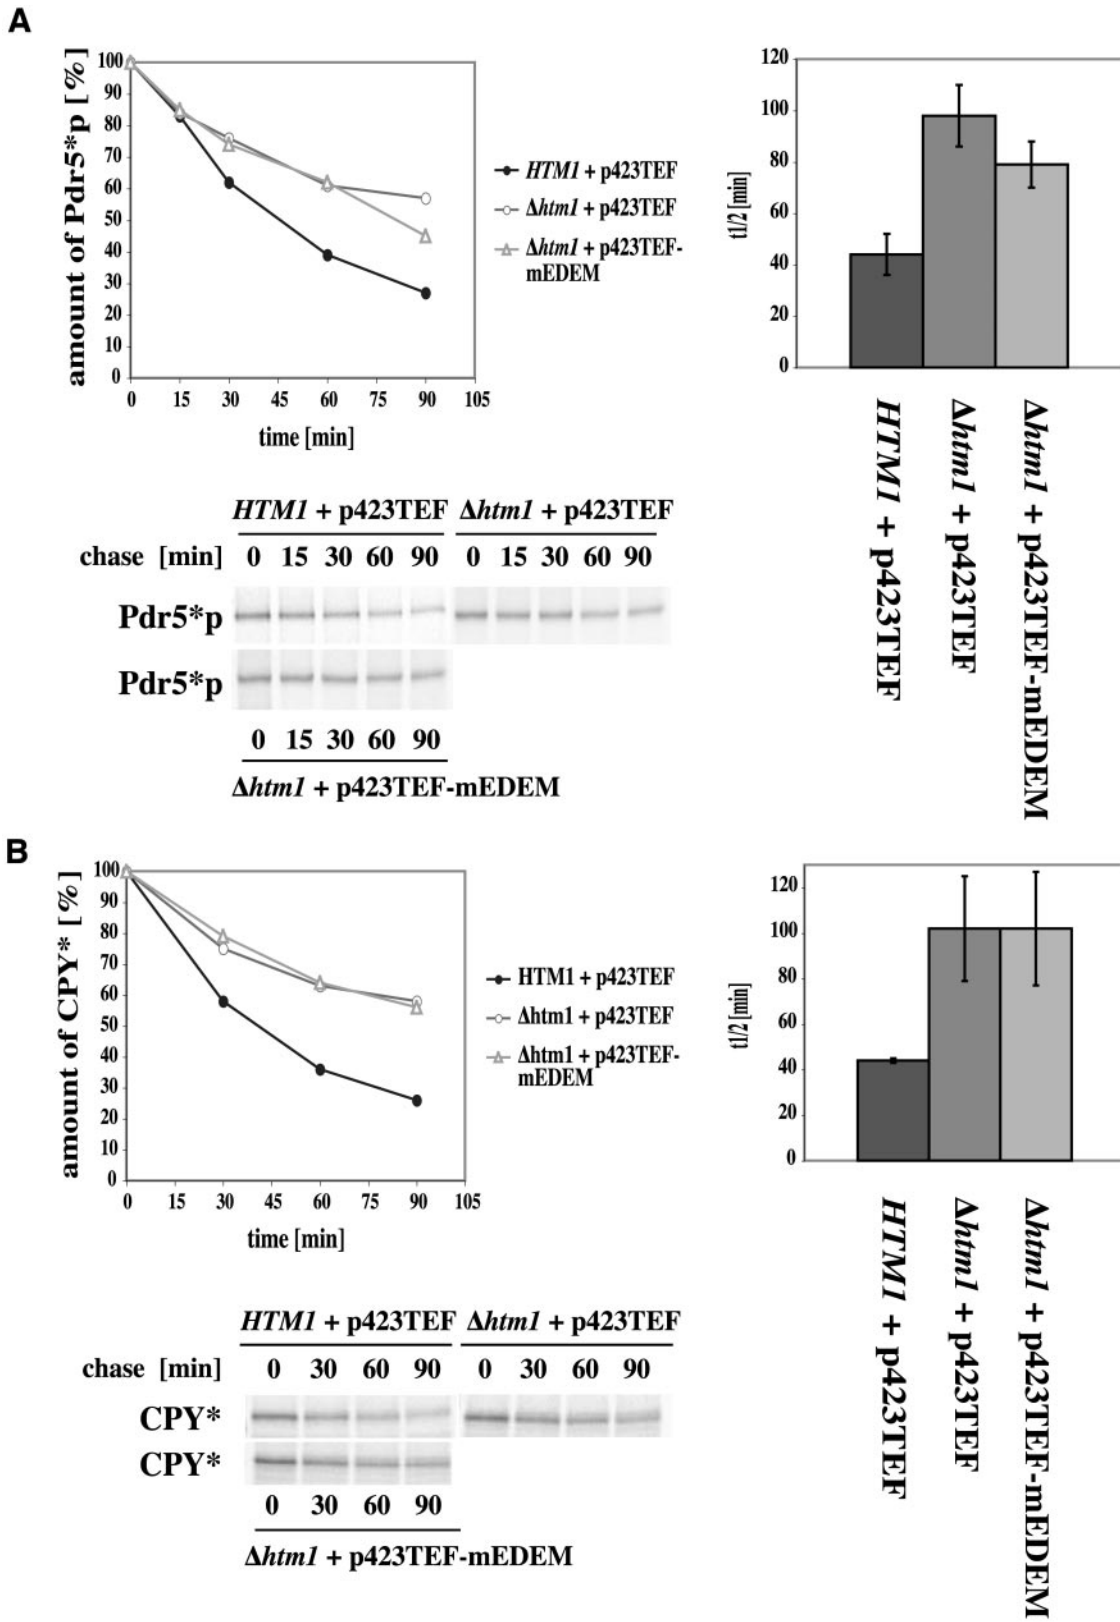 A
amount of Pdr5*p [%]
100
90
80
70
60
50
40
30
20
10
0
0 15 30 45 60 75 90 105
time [min]
HTM1 + p423TEF
Δhtm1 + p423TEF
Δhtm1 + p423TEF-
mEDEM
t1/2 [min]
120
100
80
60
40
20
0
HTM1 + p423TEF
Δhtm1 + p423TEF
Δhtm1 + p423TEF-mEDEM
HTM1 + p423TEF Δhtm1 + p423TEF
chase [min] 0 15 30 60 90 0 15 30 60 90
Pdr5*p
Pdr5*p
0 15 30 60 90
Δhtm1 + p423TEF-mEDEM
B
amount of CPY* [%]
100
90
80
70
60
50
40
30
20
10
0
0 15 30 45 60 75 90 105
time [min]
HTM1 + p423TEF
Δhtm1 + p423TEF
Δhtm1 + p423TEF-
mEDEM
t1/2 [min]
120
100
80
60
40
20
0
HTM1 + p423TEF
Δhtm1 + p423TEF
Δhtm1 + p423TEF-mEDEM
HTM1 + p423TEF Δhtm1 + p423TEF
chase [min] 0 30 60 90 0 30 60 90
CPY*
CPY*
0 30 60 90
Δhtm1 + p423TEF-mEDEM